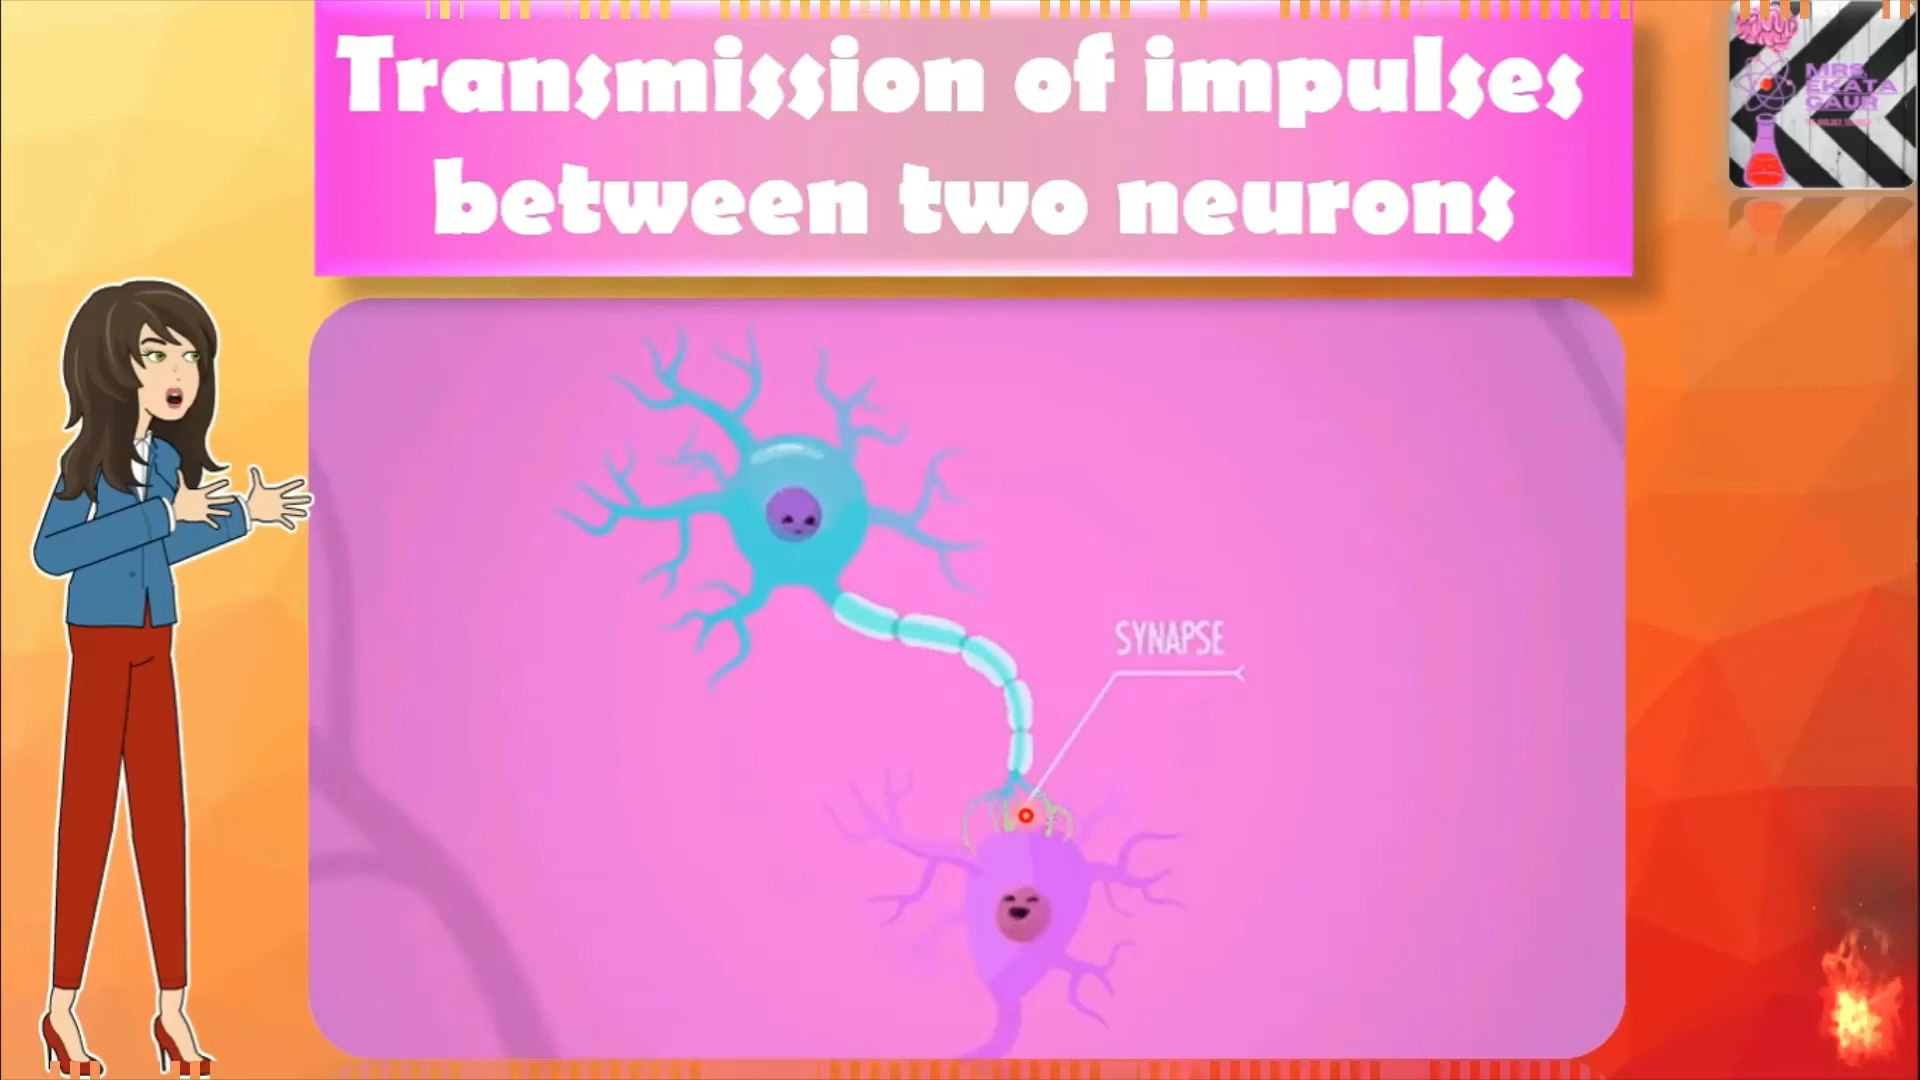 Transmission of impulses
between two neurons
MRS
EKATA
GAUR
SYNAPSE